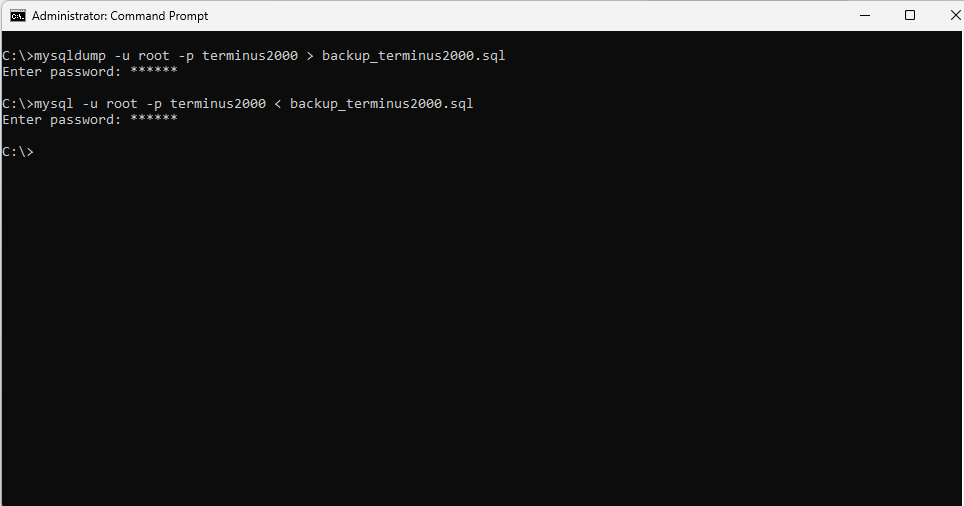 Administrator: Command Prompt
C:\>mysqldump -u root -p terminus2000 > backup_terminus2000.sql
Enter password: ******
C:\>mysql -u root -p terminus2000 < backup_terminus2000.sql
Enter password: ******
C:\>